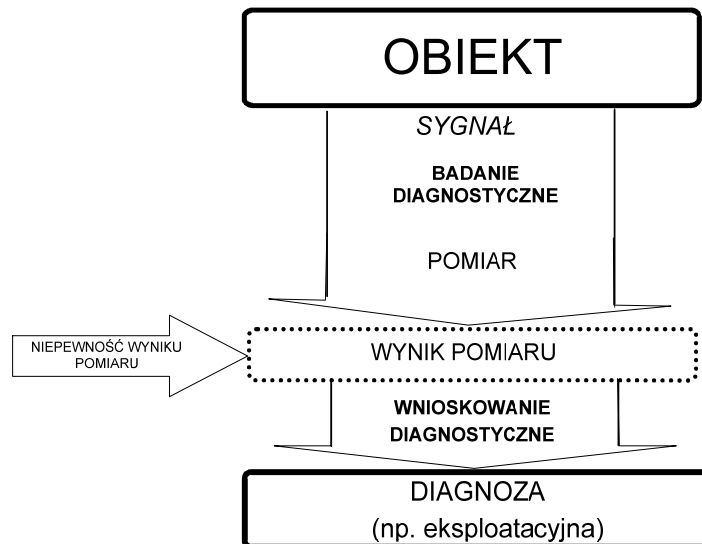 OBIEKT
SYGNAŁ
BADANIE
DIAGNOSTYCZNE
POMIAR
NIEPEWNOŚĆ WYNIKU
POMIARU
WYNIK POMIARU
WNIOSKOWANIE
DIAGNOSTYCZNE
DIAGNOZA
(np. eksploatacyjna)